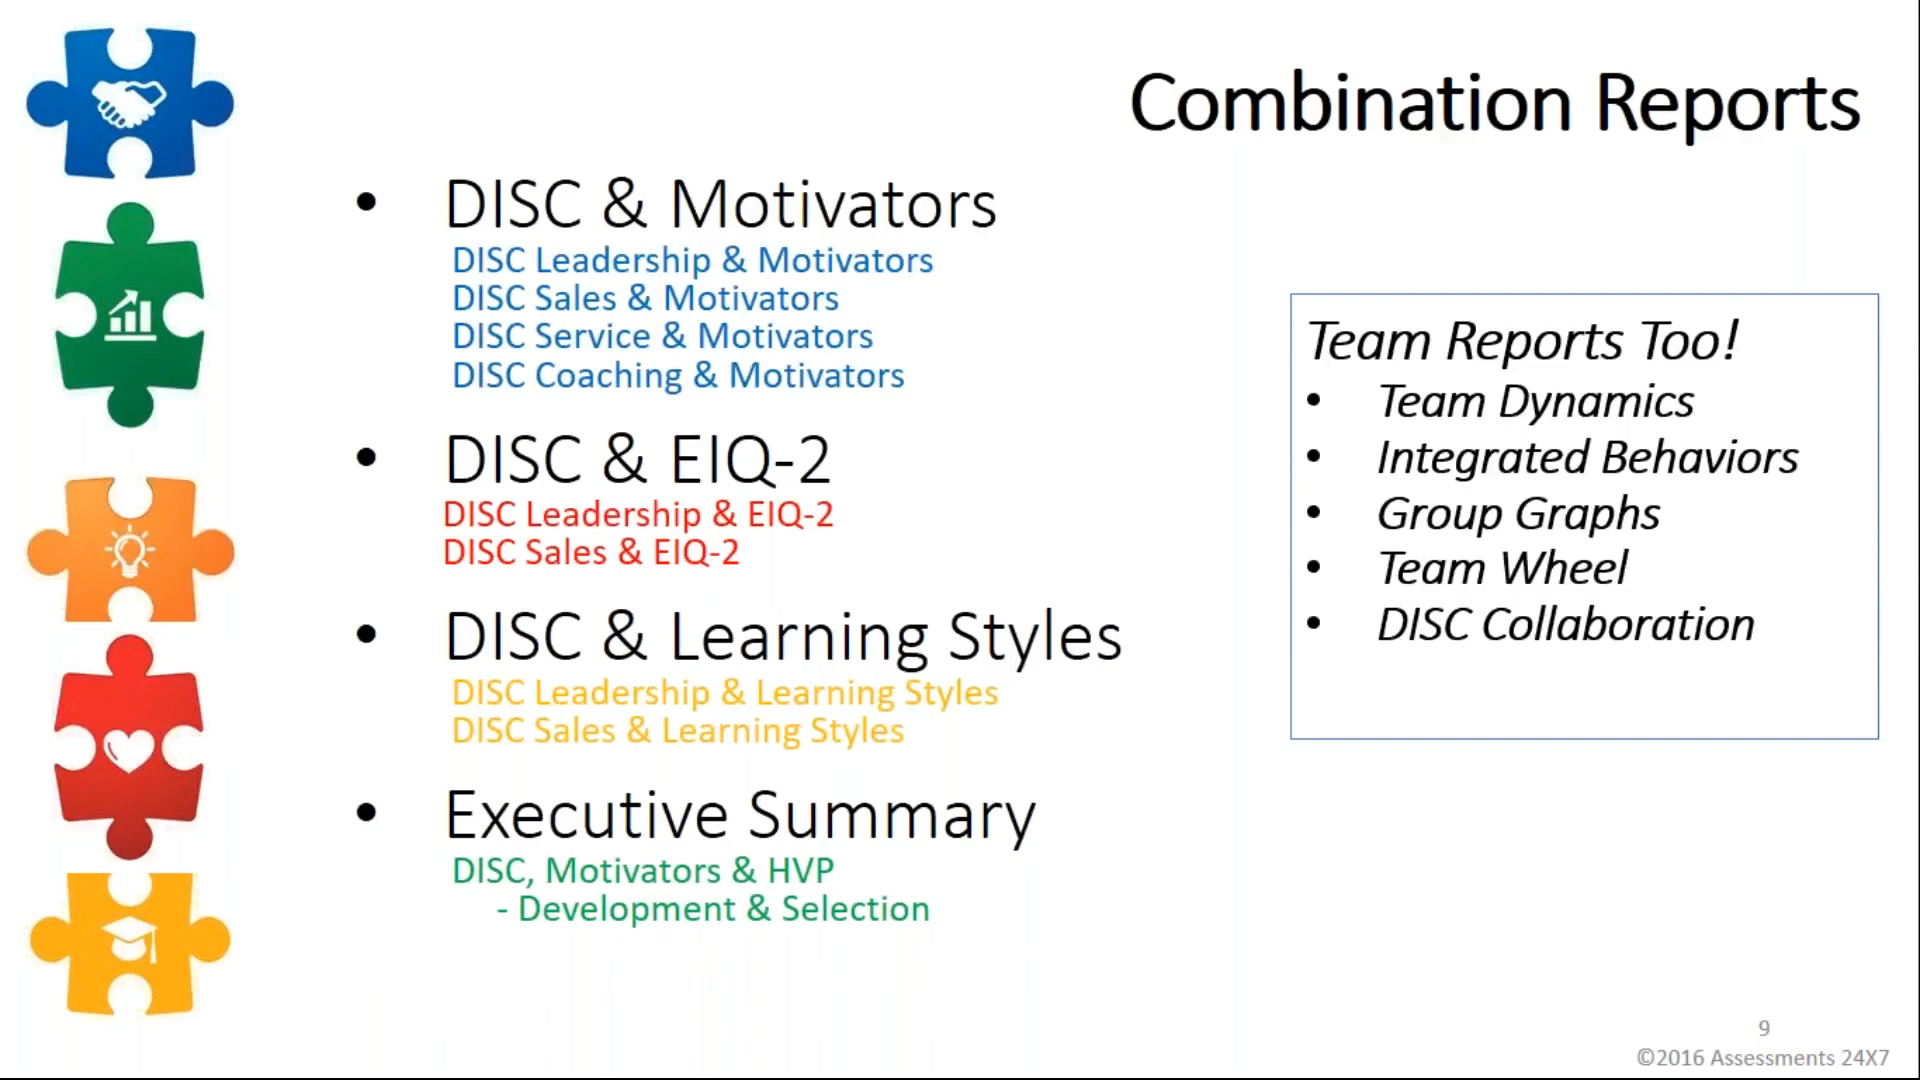 Combination Reports
• DISC & Motivators
DISC Leadership & Motivators
DISC Sales & Motivators
DISC Service & Motivators
DISC Coaching & Motivators
• DISC & EIQ-2
DISC Leadership & EIQ-2
DISC Sales & EIQ-2
• DISC & Learning Styles
DISC Leadership & Learning Styles
DISC Sales & Learning Styles
• Executive Summary
DISC, Motivators & HVP
- Development & Selection
Team Reports Too!
• Team Dynamics
• Integrated Behaviors
• Group Graphs
• Team Wheel
• DISC Collaboration
9
©2016 Assessments 24X7